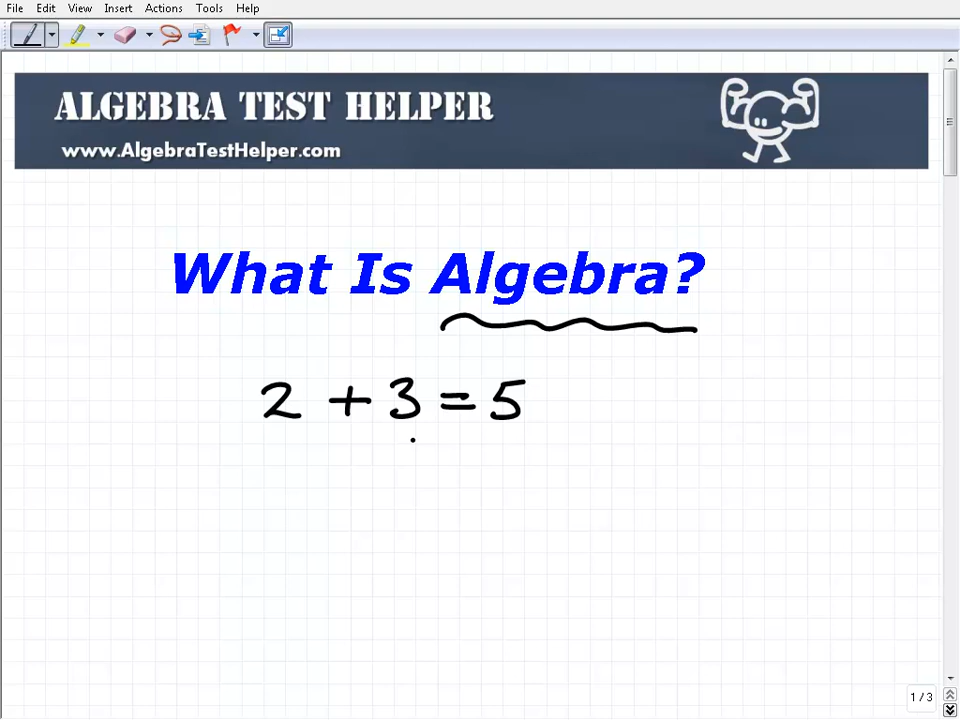 File Edit View Insert Actions Tools Help
ALGEBRA TEST HELPER
www.AlgebraTestHelper.com
What Is Algebra?
2 + 3 = 5
1 / 3